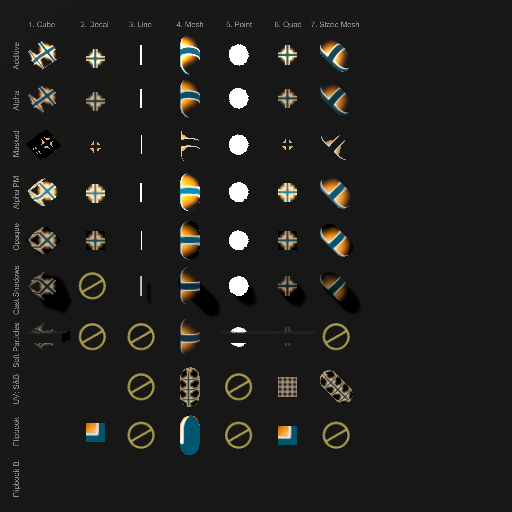 1. Cube 2. Decal 3. Line 4. Mesh 5. Point 6. Quad 7. Static Mesh
Additive
Alpha
Masked
Alpha PM
Opaque
Cast Shadows
Soft Particles
UV: S&B
Flipbook
Flipbook B.